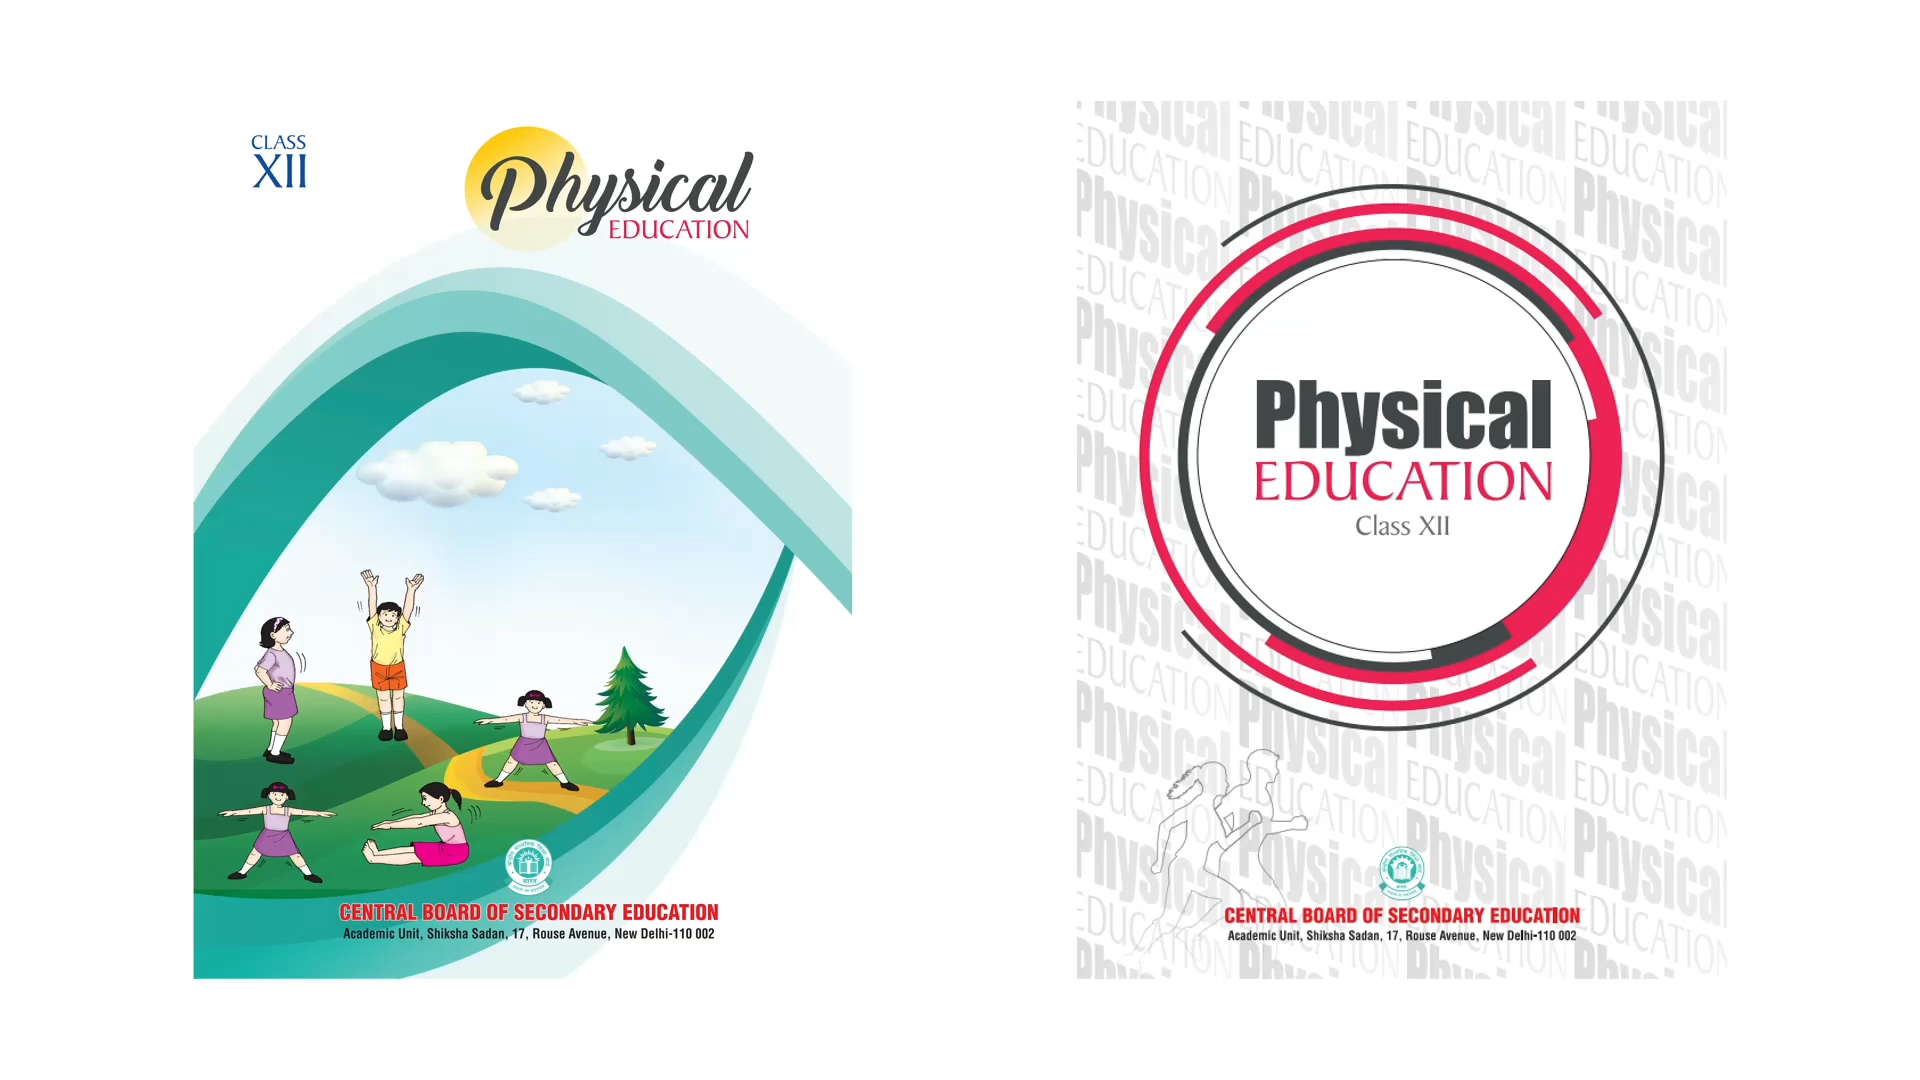 CLASS
XII
Physical
EDUCATION
CENTRAL BOARD OF SECONDARY EDUCATION
Academic Unit, Shiksha Sadan, 17, Rouse Avenue, New Delhi-110 002
Physical
EDUCATION
Class XII
CENTRAL BOARD OF SECONDARY EDUCATION
Academic Unit, Shiksha Sadan, 17, Rouse Avenue, New Delhi-110 002